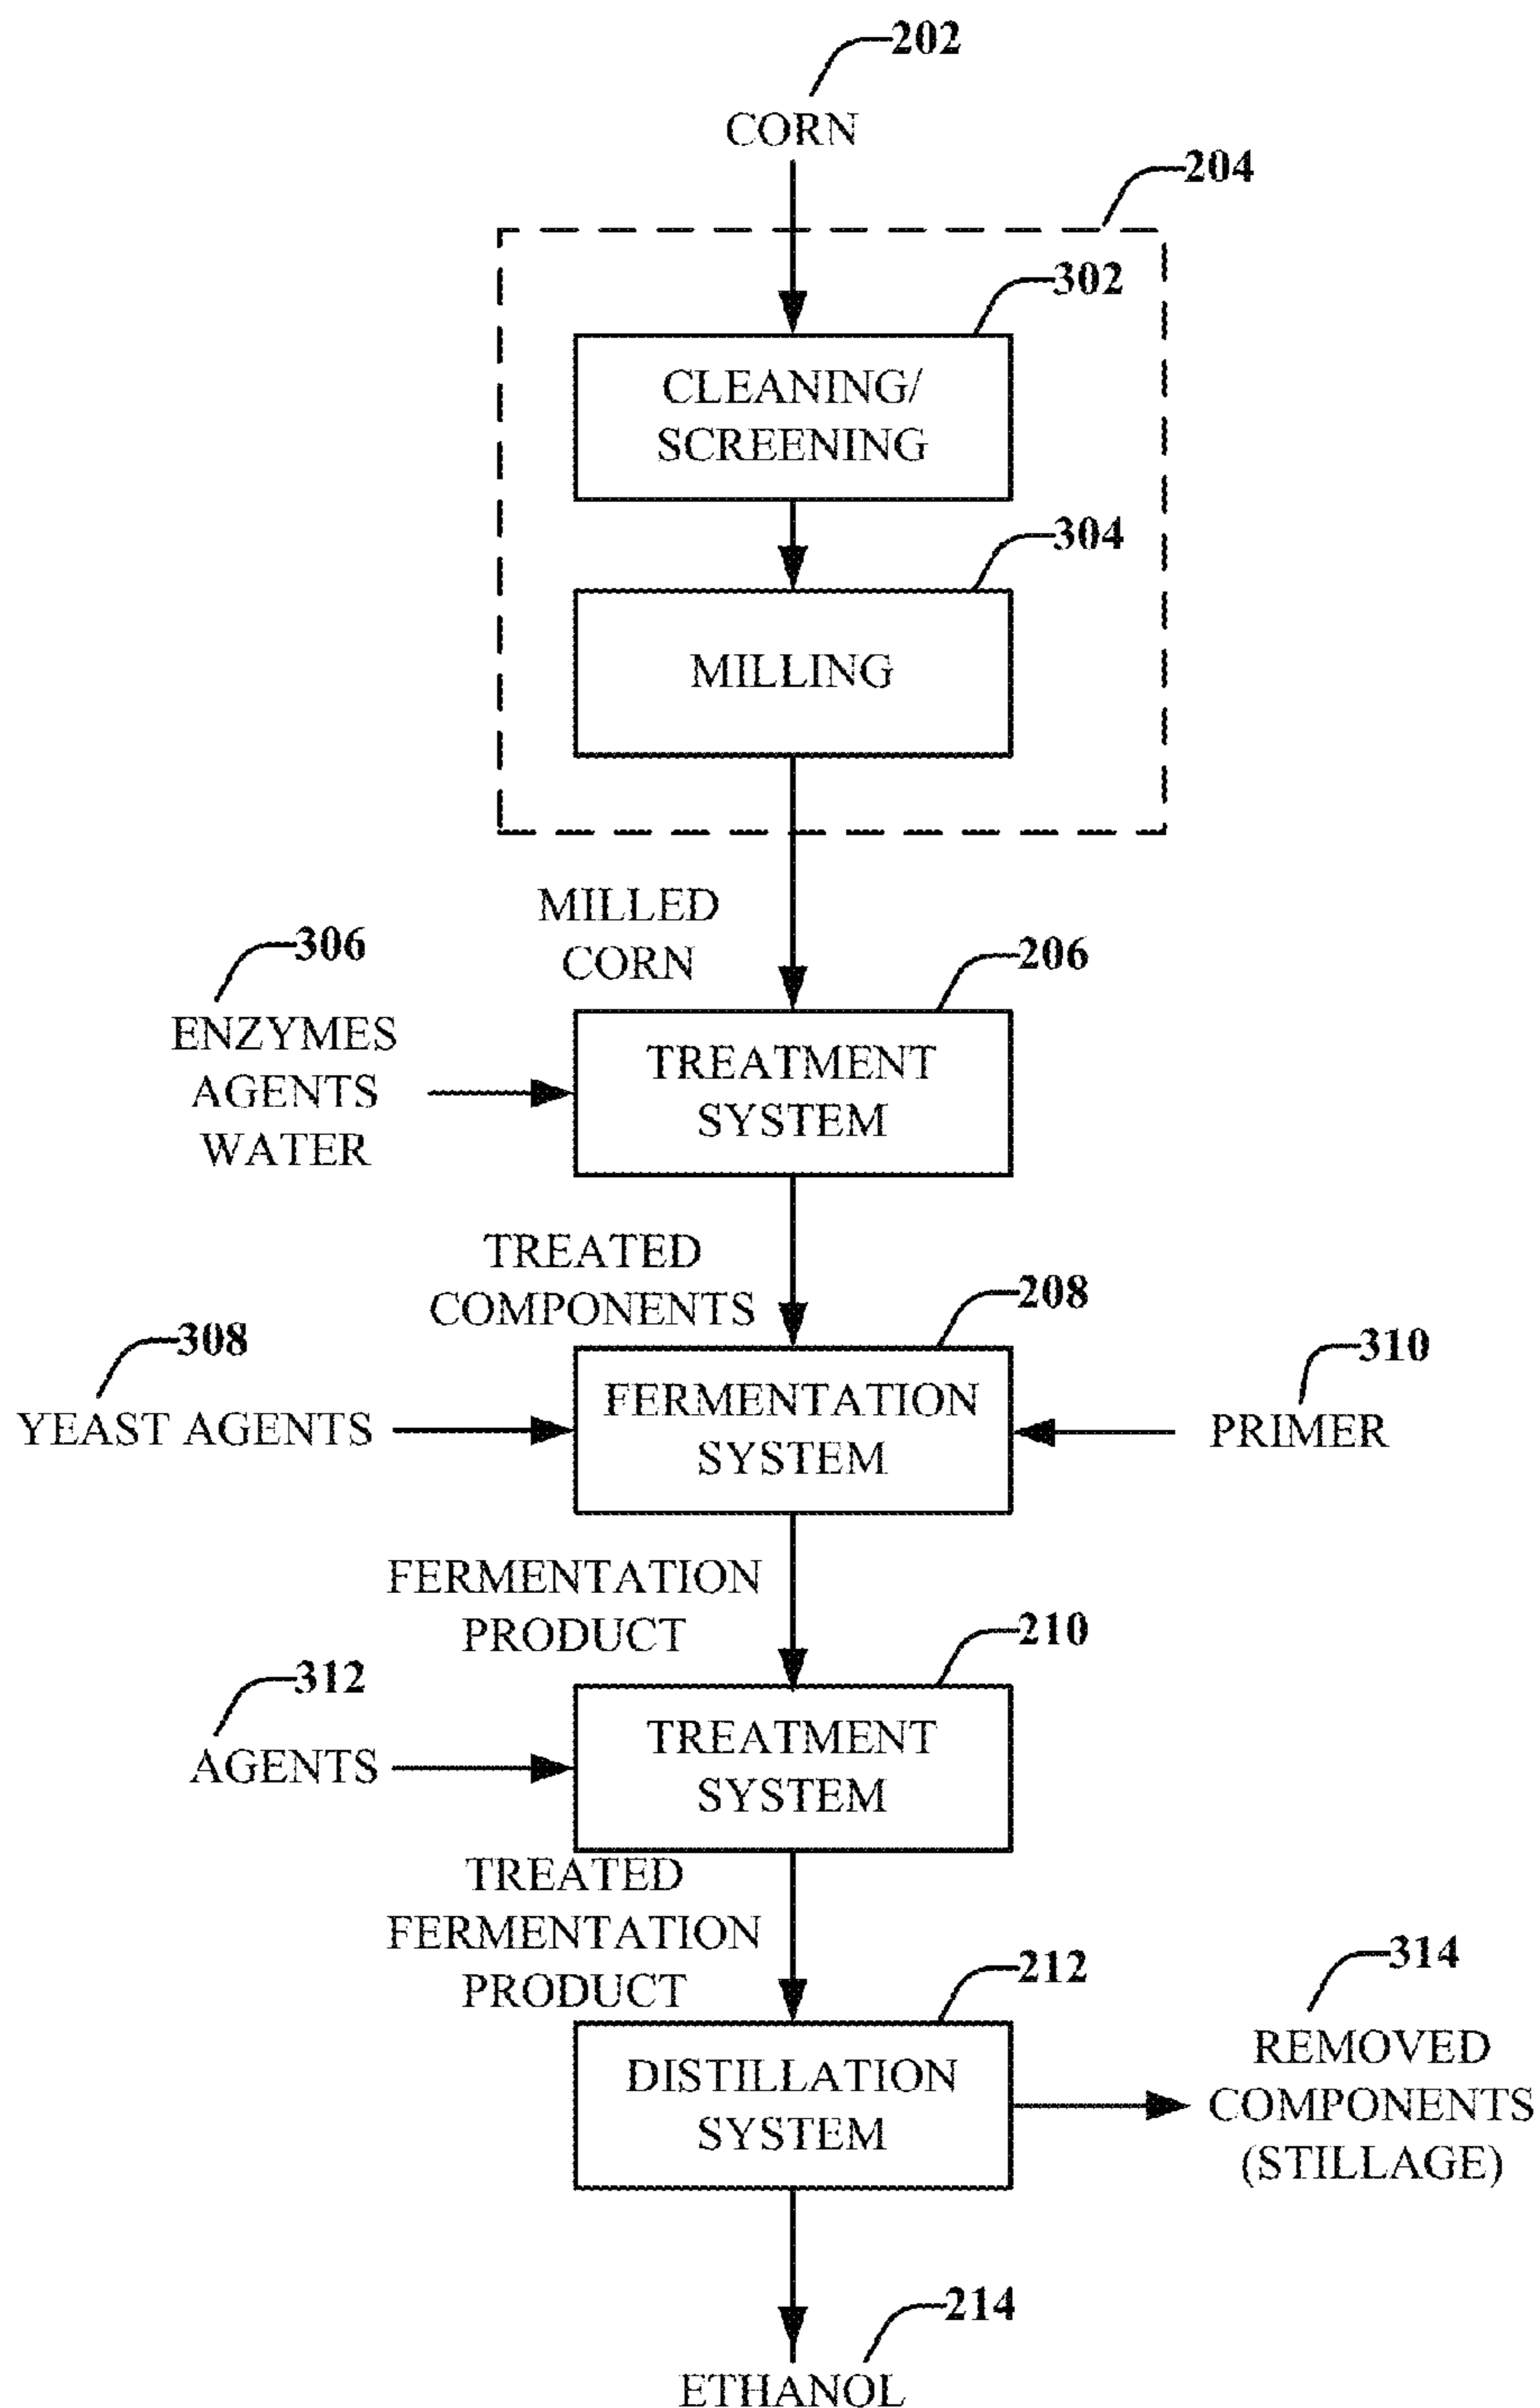 202
CORN
204
302
CLEANING/
SCREENING
304
MILLING
MILLED
CORN
306
ENZYMES
AGENTS
WATER
206
TREATMENT
SYSTEM
TREATED
COMPONENTS
208
308
YEAST AGENTS
FERMENTATION
SYSTEM
310
PRIMER
FERMENTATION
PRODUCT
210
312
AGENTS
TREATMENT
SYSTEM
TREATED
FERMENTATION
PRODUCT
212
314
DISTILLATION
SYSTEM
REMOVED
COMPONENTS
(STILLAGE)
214
ETHANOL